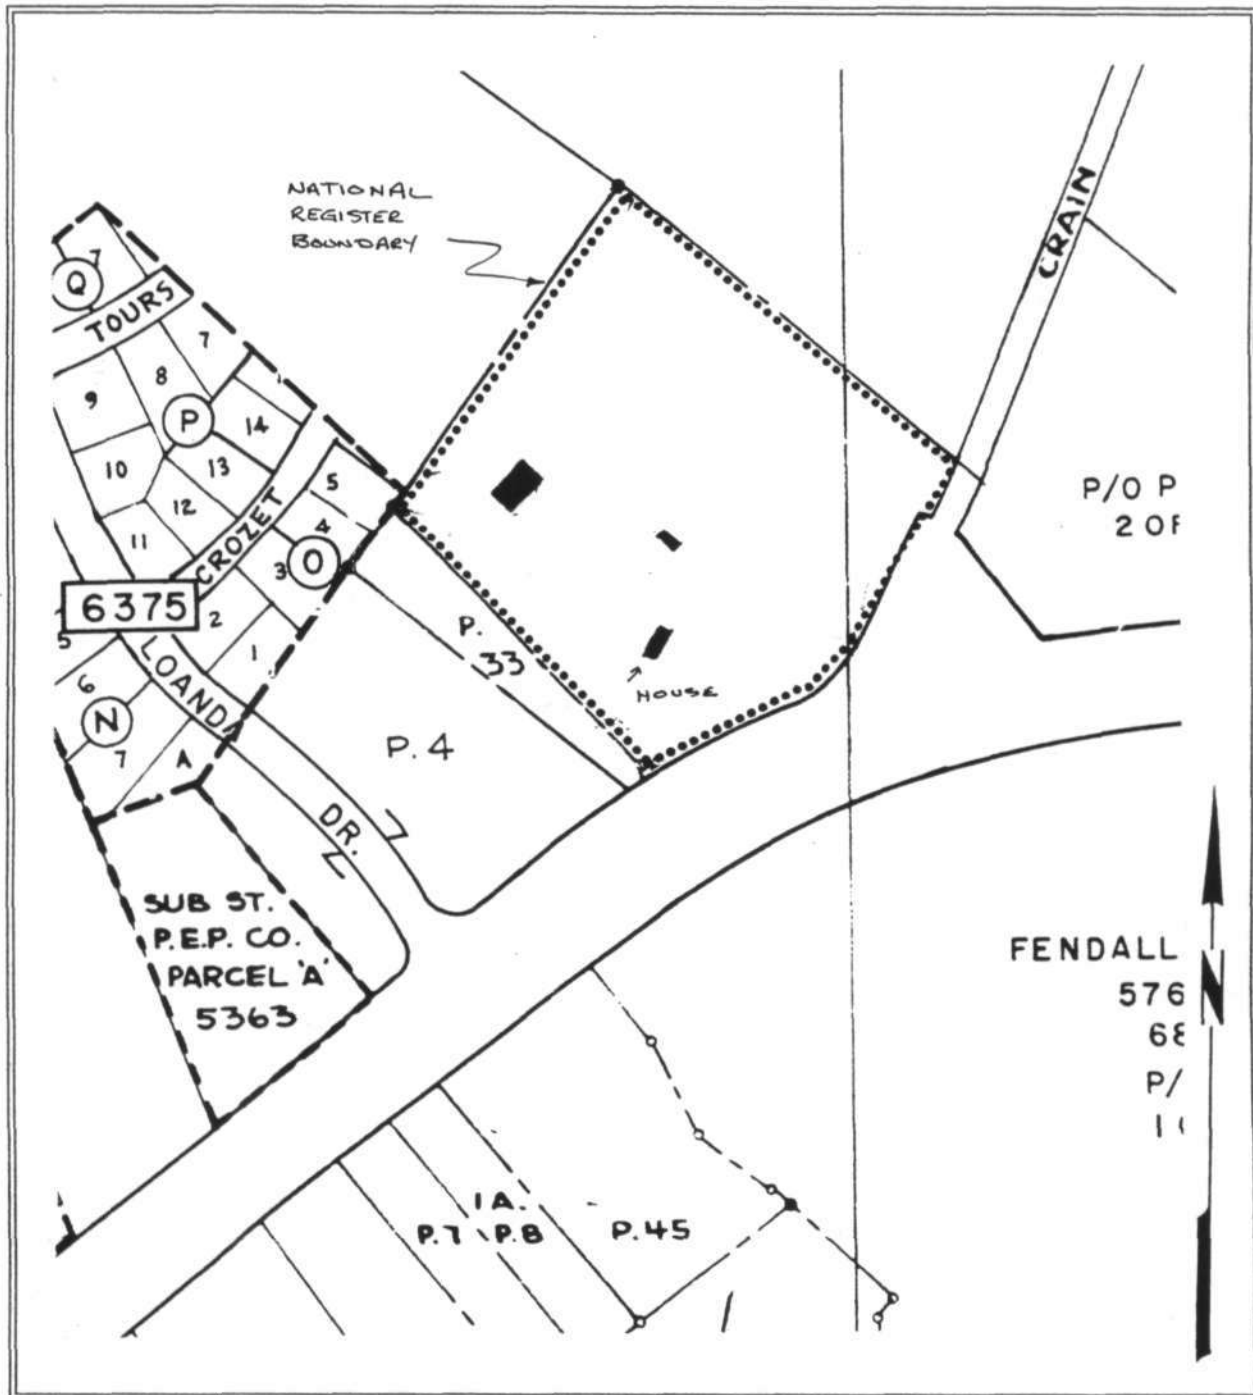 NATIONAL
REGISTER
BOUNDARY
CRAIN
7
Q
TOURS
7
8
9
P
14
10
13
5
12
CROZET
4
11
O
3
6375
2
5
P.
33
1
LOANDA
6
HOUSE
N
7
A
P. 4
DR.
P/O P
2 OF
SUB ST.
P.E.P. CO.
PARCEL 'A'
5363
FENDALL
576
N
P/
1A.
P.7
P.8
P.45